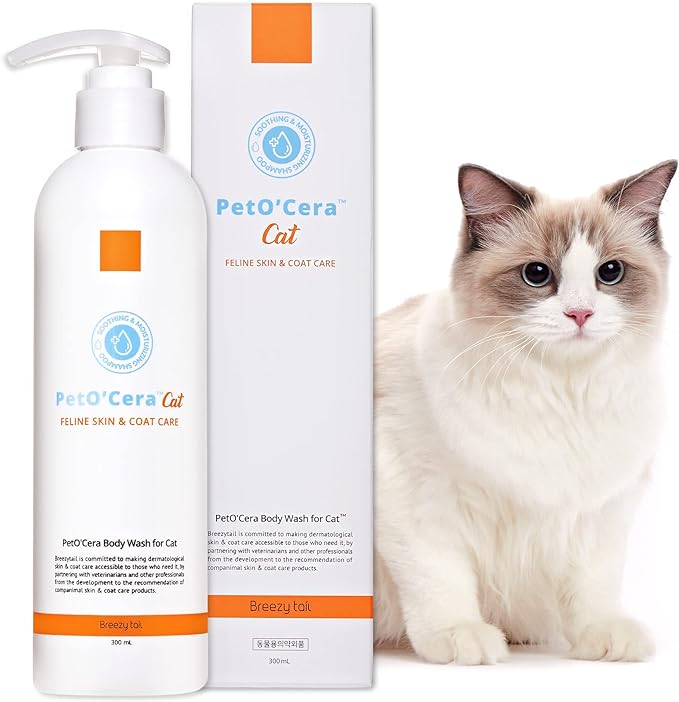 SOOTHING & MOISTURIZING SHAMPOO
PetO'Cera™ Cat
FELINE SKIN & COAT CARE
PetO'Cera Body Wash for Cat
Breezytail is committed to making dermatological
skin & coat care accessible to those who need it, by
partnering with veterinarians and other professionals
from the development to the recommendation of
companimal skin & coat care products.
Breezy tail
300 mL
SOOTHING & MOISTURIZING SHAMPOO
PetO'Cera™
Cat
FELINE SKIN & COAT CARE
PetO'Cera Body Wash for Cat™
Breezytail is committed to making dermatological
skin & coat care accessible to those who need it, by
partnering with veterinarians and other professionals
from the development to the recommendation of
companimal skin & coat care products.
Breezy tail
동물용의약외품
300 mL